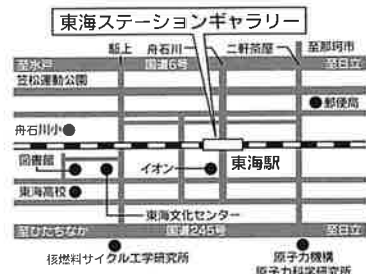 東海ステーションギャラリー
駆上 舟石川 二軒茶屋 至那珂市
至水戸 国道6号 至日立
笠松運動公園
郵便局
舟石川小
図書館 イオン 東海駅
東海高校
東海文化センター
至ひたちなか 国道245号 至日立
核燃料サイクル工学研究所 原子力機構
原子力科学研究所